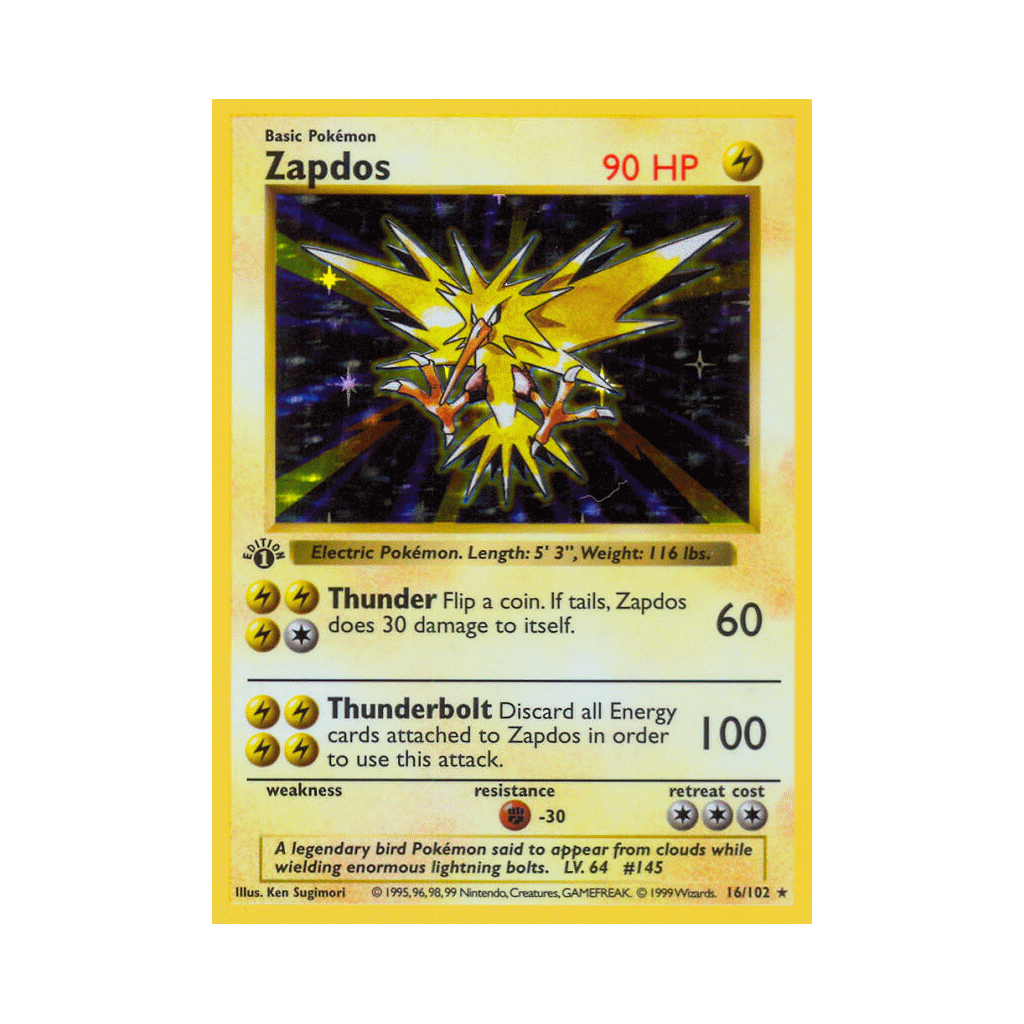 Basic Pokémon
Zapdos
90 HP
EDITION
1
Electric Pokémon. Length: 5' 3", Weight: 116 lbs.
Thunder Flip a coin. If tails, Zapdos
does 30 damage to itself.
60
Thunderbolt Discard all Energy
cards attached to Zapdos in order
to use this attack.
100
weakness
resistance
retreat cost
-30
A legendary bird Pokémon said to appear from clouds while
wielding enormous lightning bolts. LV. 64 #145
Illus. Ken Sugimori
© 1995, 96, 98, 99 Nintendo, Creatures, GAMEFREAK. © 1999 Wizards.
16/102 ★